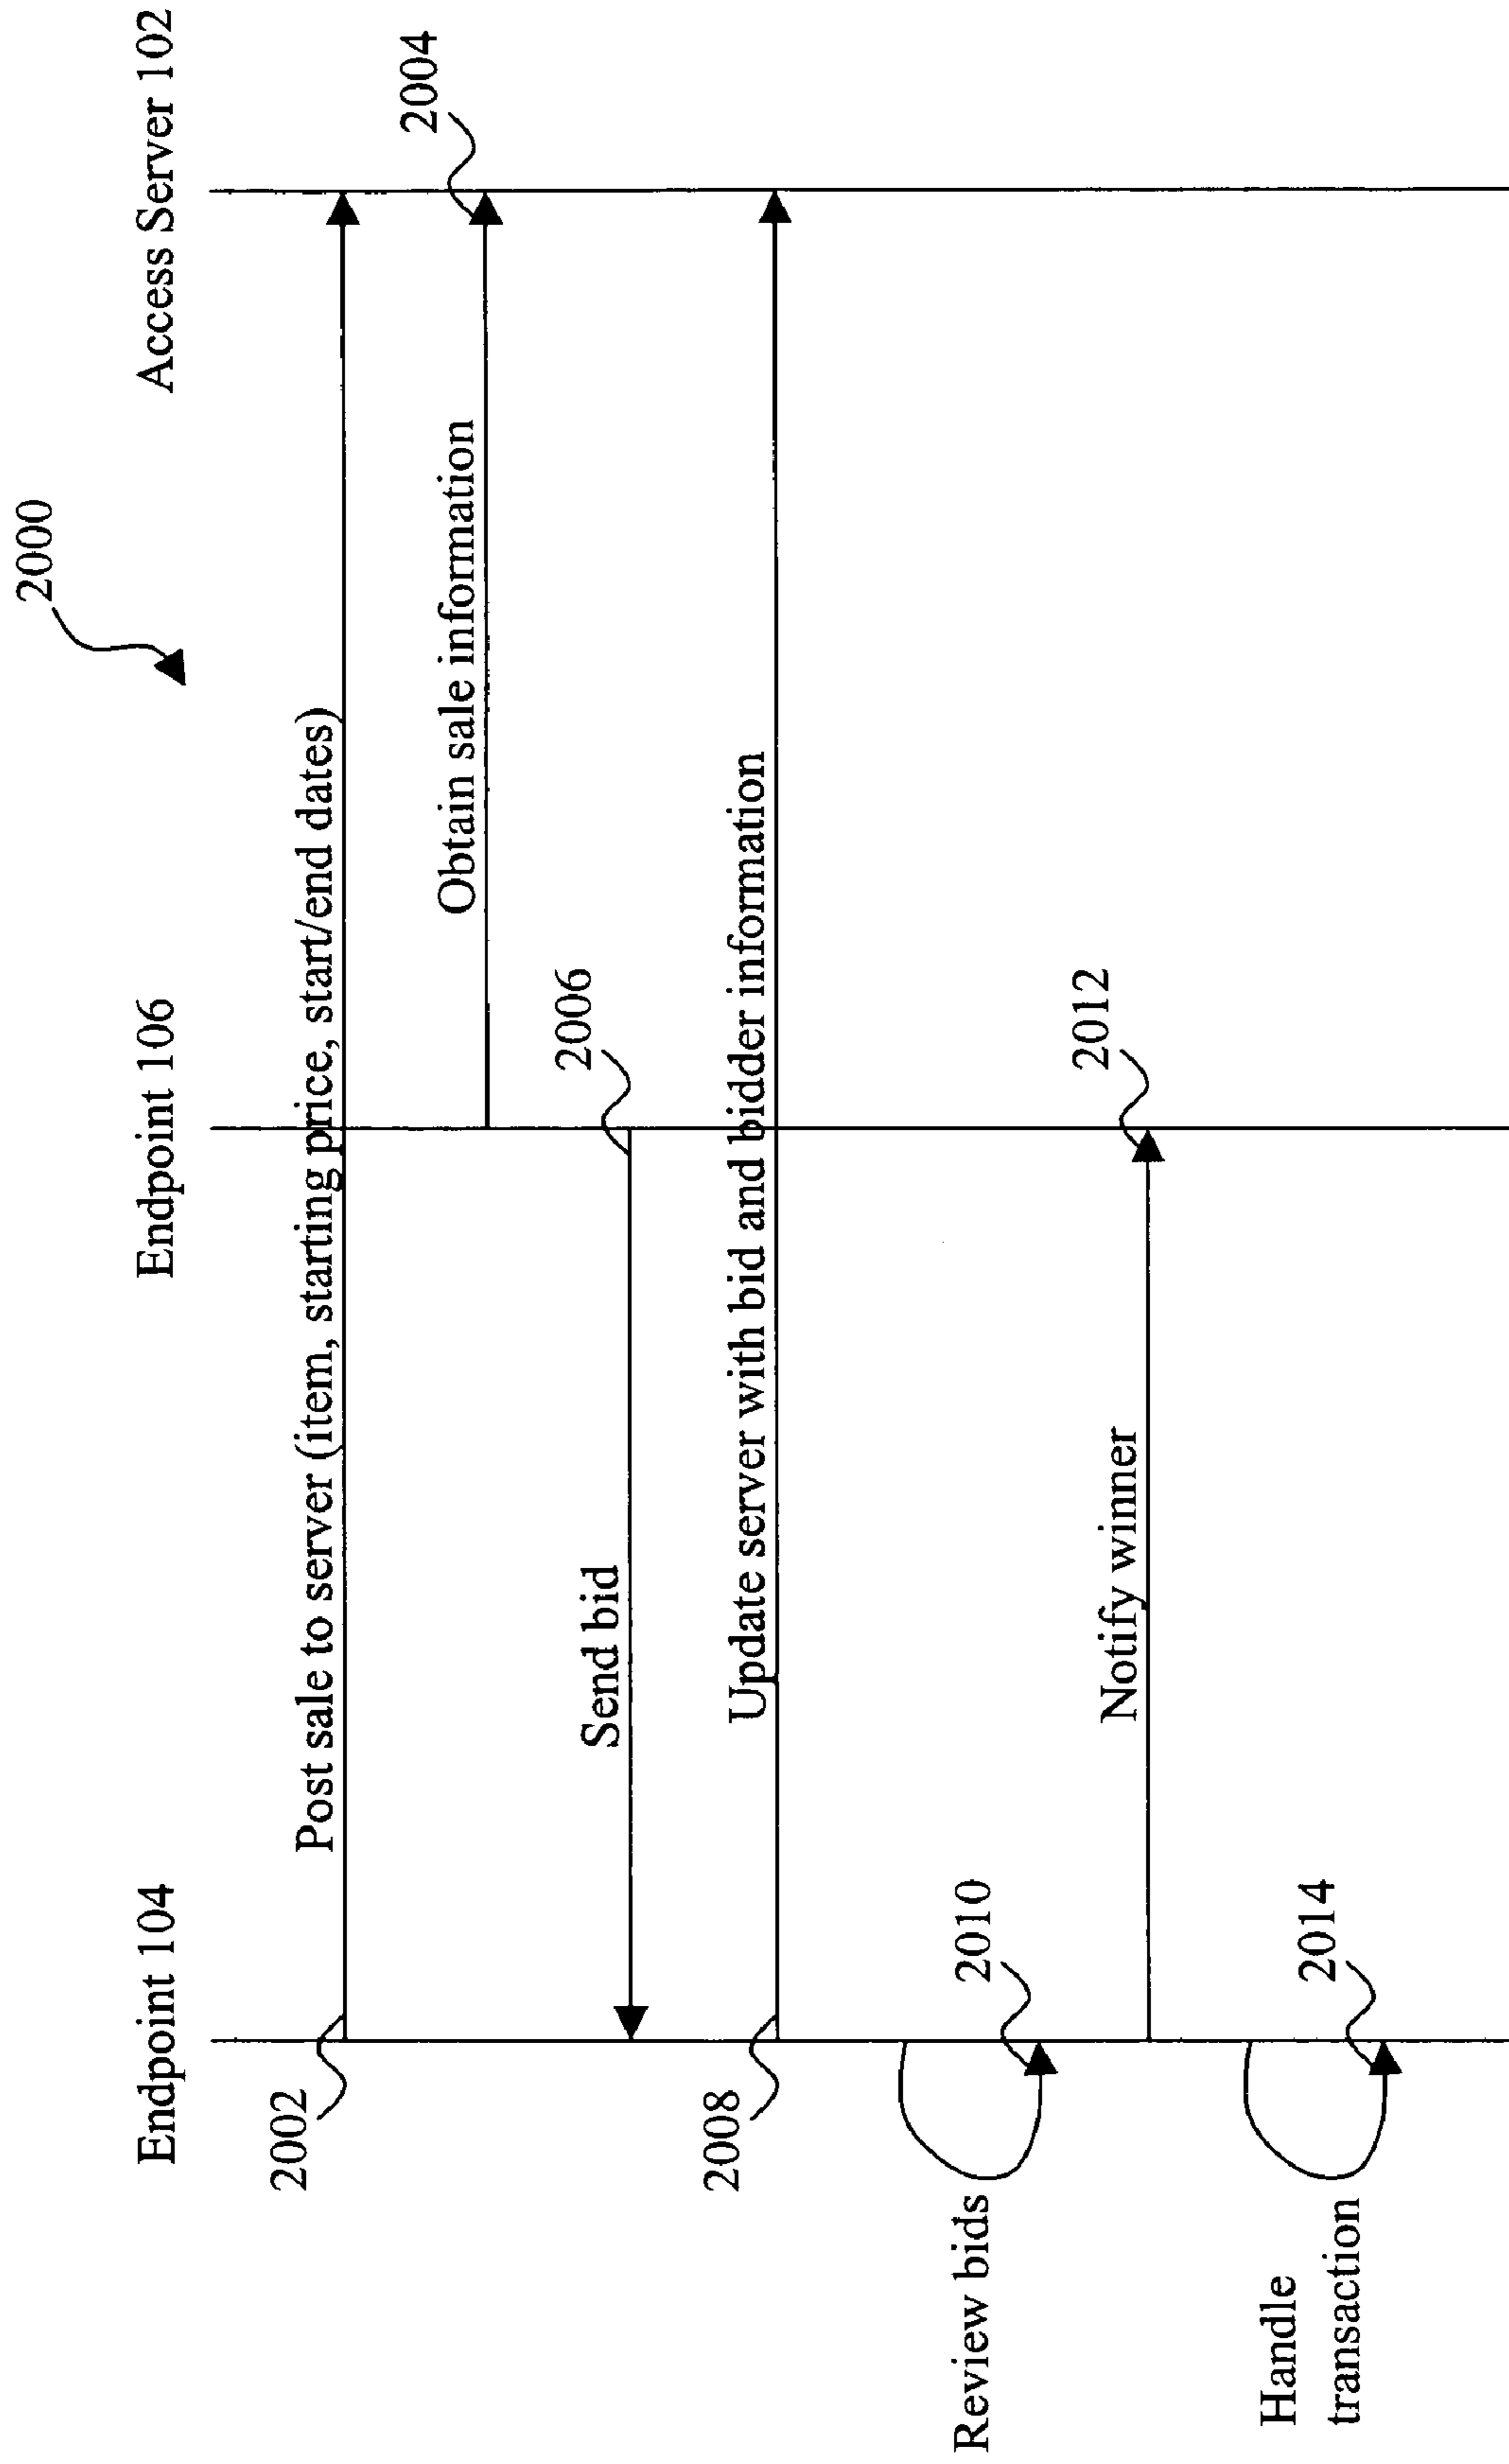 2000
Endpoint 104
Endpoint 106
Access Server 102
2002
Post sale to server (item, starting price, start/end dates)
2004
Obtain sale information
2006
Send bid
2008
Update server with bid and bidder information
2010
Review bids
2012
Notify winner
2014
Handle
transaction